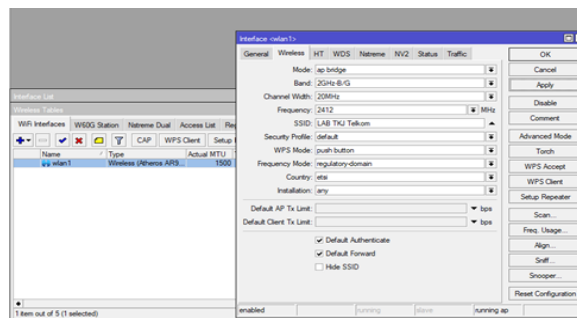 Interface <wlan1>
General Wireless HT WDS Nstreme NV2 Status Traffic
Mode: ap bridge
Band: 2GHz-B/G
Channel Width: 20MHz
Frequency: 2412 MHz
SSID: LAB TKJ Telkom
Security Profile: default
WPS Mode: push button
Frequency Mode: regulatory-domain
Country: etsi
Installation: any
Default AP Tx Limit: bps
Default Client Tx Limit: bps
Default Authenticate
Default Forward
Hide SSID
enabled running slave running ap
OK
Cancel
Apply
Disable
Comment
Advanced Mode
Torch
WPS Accept
WPS Client
Setup Repeater
Scan...
Freq. Usage...
Align...
Sniff...
Snooper...
Reset Configuration
Interface List
Wireless Tables
WiFi Interfaces W60G Station Nstreme Dual Access List
CAP WPS Client Setup
Name Type Actual MTU
wlan1 Wireless (Atheros AR9... 1500
1 item out of 5 (1 selected)